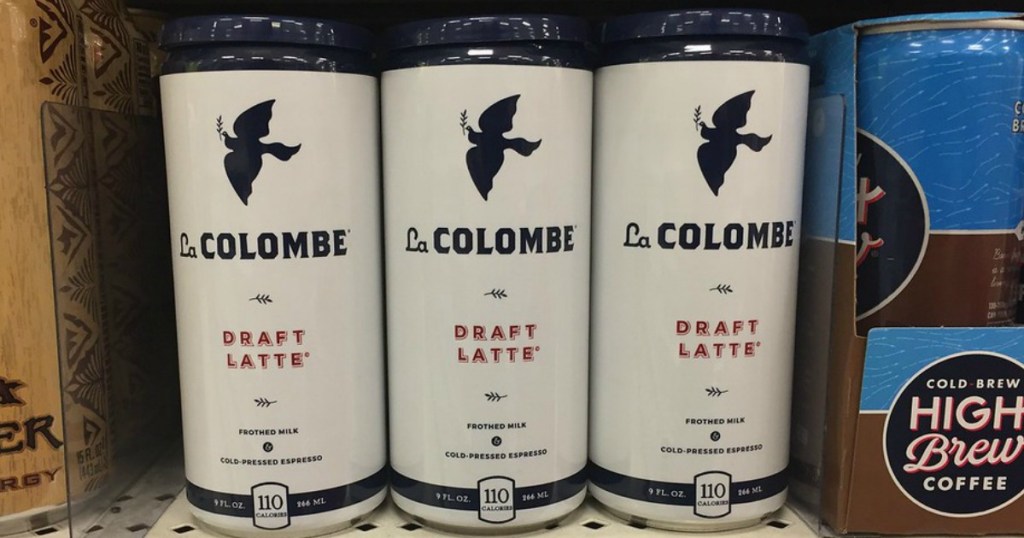 La COLOMBE®
DRAFT
LATTE®
FROTHED MILK
&
COLD-PRESSED ESPRESSO
9 FL. OZ. 110 CALORIES 266 ML
La COLOMBE®
DRAFT
LATTE®
FROTHED MILK
&
COLD-PRESSED ESPRESSO
9 FL. OZ. 110 CALORIES 266 ML
La COLOMBE®
DRAFT
LATTE®
FROTHED MILK
&
COLD-PRESSED ESPRESSO
9 FL. OZ. 110 CALORIES 266 ML
COLD-BREW
HIGH
Brew
COFFEE